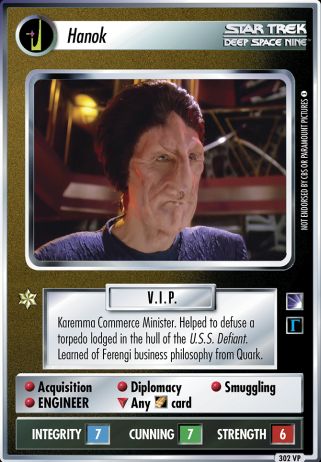 Hanok
STAR TREK
DEEP SPACE NINE
NOT ENDORSED BY CBS OR PARAMOUNT PICTURES
V.I.P.
Karemma Commerce Minister. Helped to defuse a
torpedo lodged in the hull of the U.S.S. Defiant.
Learned of Ferengi business philosophy from Quark.
Acquisition Diplomacy Smuggling
ENGINEER Any card
INTEGRITY 7 CUNNING 7 STRENGTH 6
302 VP